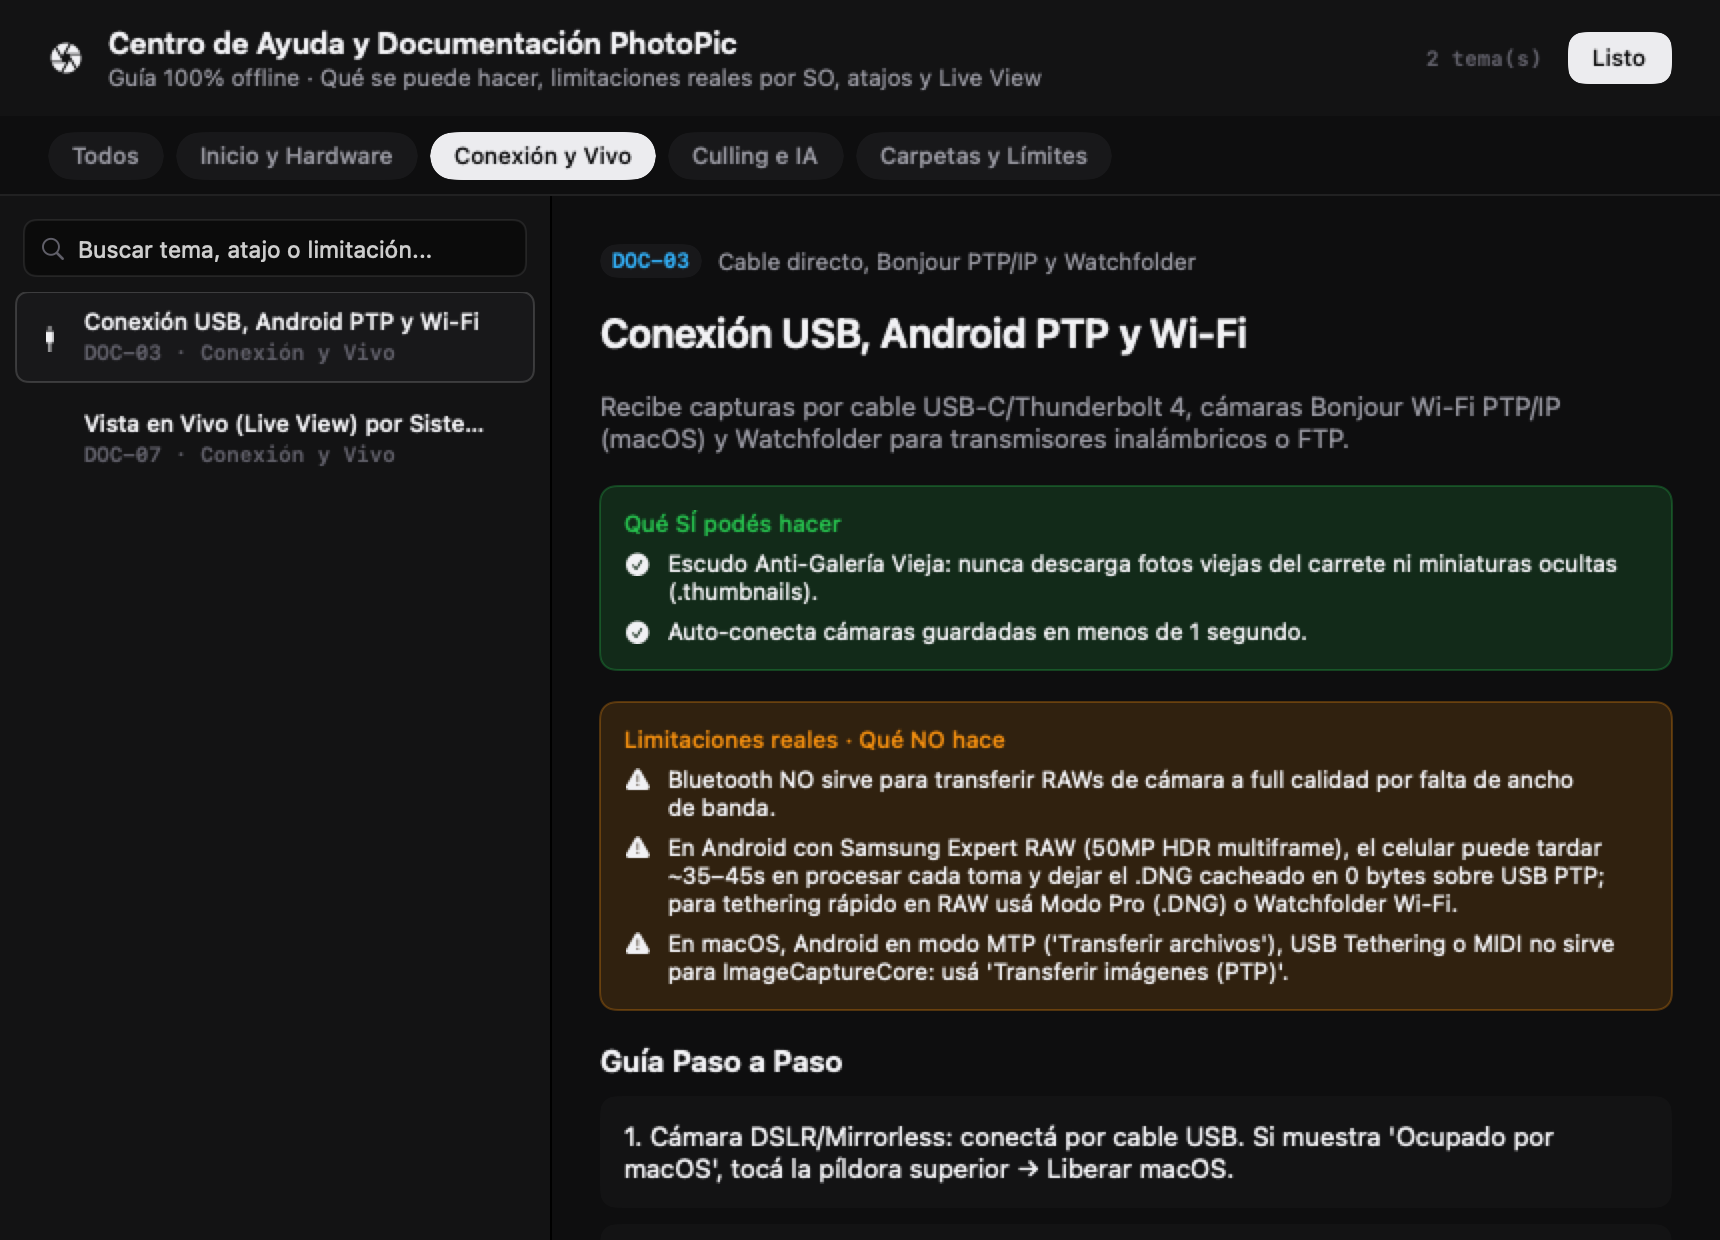 Centro de Ayuda y Documentación PhotoPic
Guía 100% offline · Qué se puede hacer, limitaciones reales por SO, atajos y Live View
2 tema(s)
Listo
Todos
Inicio y Hardware
Conexión y Vivo
Culling e IA
Carpetas y Límites
Buscar tema, atajo o limitación...
Conexión USB, Android PTP y Wi-Fi
DOC-03 · Conexión y Vivo
Vista en Vivo (Live View) por Siste...
DOC-07 · Conexión y Vivo
DOC-03 Cable directo, Bonjour PTP/IP y Watchfolder
Conexión USB, Android PTP y Wi-Fi
Recibe capturas por cable USB-C/Thunderbolt 4, cámaras Bonjour Wi-Fi PTP/IP
(macOS) y Watchfolder para transmisores inalámbricos o FTP.
Qué SÍ podés hacer
Escudo Anti-Galería Vieja: nunca descarga fotos viejas del carrete ni miniaturas ocultas
(.thumbnails).
Auto-conecta cámaras guardadas en menos de 1 segundo.
Limitaciones reales · Qué NO hace
Bluetooth NO sirve para transferir RAWs de cámara a full calidad por falta de ancho
de banda.
En Android con Samsung Expert RAW (50MP HDR multiframe), el celular puede tardar
~35–45s en procesar cada toma y dejar el .DNG cacheado en 0 bytes sobre USB PTP;
para tethering rápido en RAW usá Modo Pro (.DNG) o Watchfolder Wi-Fi.
En macOS, Android en modo MTP ('Transferir archivos'), USB Tethering o MIDI no sirve
para ImageCaptureCore: usá 'Transferir imágenes (PTP)'.
Guía Paso a Paso
1. Cámara DSLR/Mirrorless: conectá por cable USB. Si muestra 'Ocupado por
macOS', tocá la píldora superior → Liberar macOS.